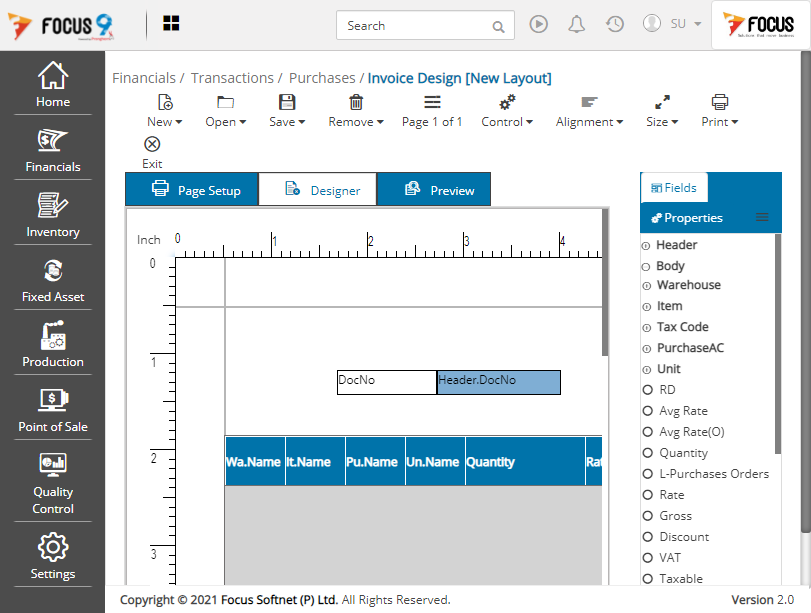 FOCUS 9
Search
SU
FOCUS
Home
Financials
Inventory
Fixed Asset
Production
Point of Sale
Quality
Control
Settings
Financials / Transactions / Purchases / Invoice Design [New Layout]
New Open Save Remove Page 1 of 1 Control Alignment Size Print
Exit
Page Setup Designer Preview
Inch 0 1 2 3 4
0
1
DocNo Header.DocNo
2
Wa.Name It.Name Pu.Name Un.Name Quantity Rat
3
Fields
Properties
Header
Body
Warehouse
Item
Tax Code
PurchaseAC
Unit
RD
Avg Rate
Avg Rate(O)
Quantity
L-Purchases Orders
Rate
Gross
Discount
VAT
Taxable
Copyright © 2021 Focus Softnet (P) Ltd. All Rights Reserved.
Version 2.0